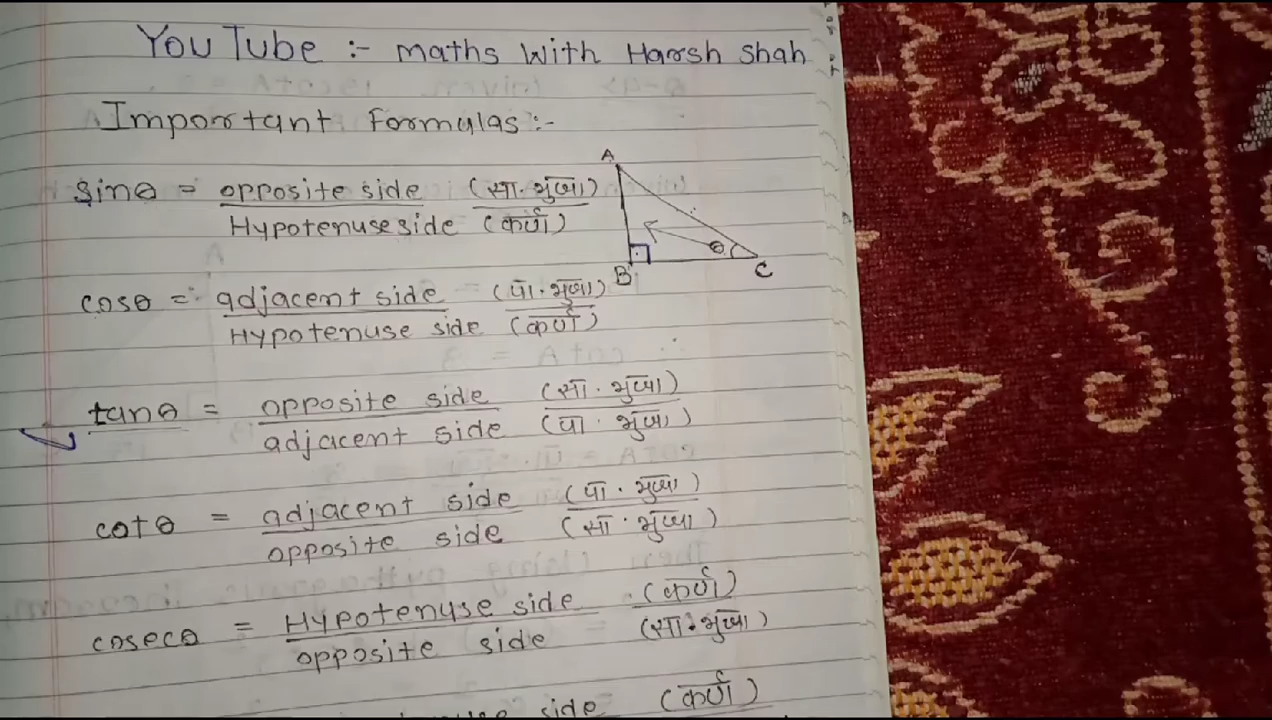 YouTube :- maths with Harsh shah
Important Formulas :-
A
sinθ = opposite side (सा. भुजा)
Hypotenuse side (कर्ण)
θ
B C
cosθ = adjacent side (पा. भुजा)
Hypotenuse side (कर्ण)
tanθ = opposite side (सा. भुजा)
adjacent side (पा. भुजा)
cotθ = adjacent side (पा. भुजा)
opposite side (सा. भुजा)
cosecθ = Hypotenuse side (कर्ण)
opposite side (सा. भुजा)
side (कर्ण)